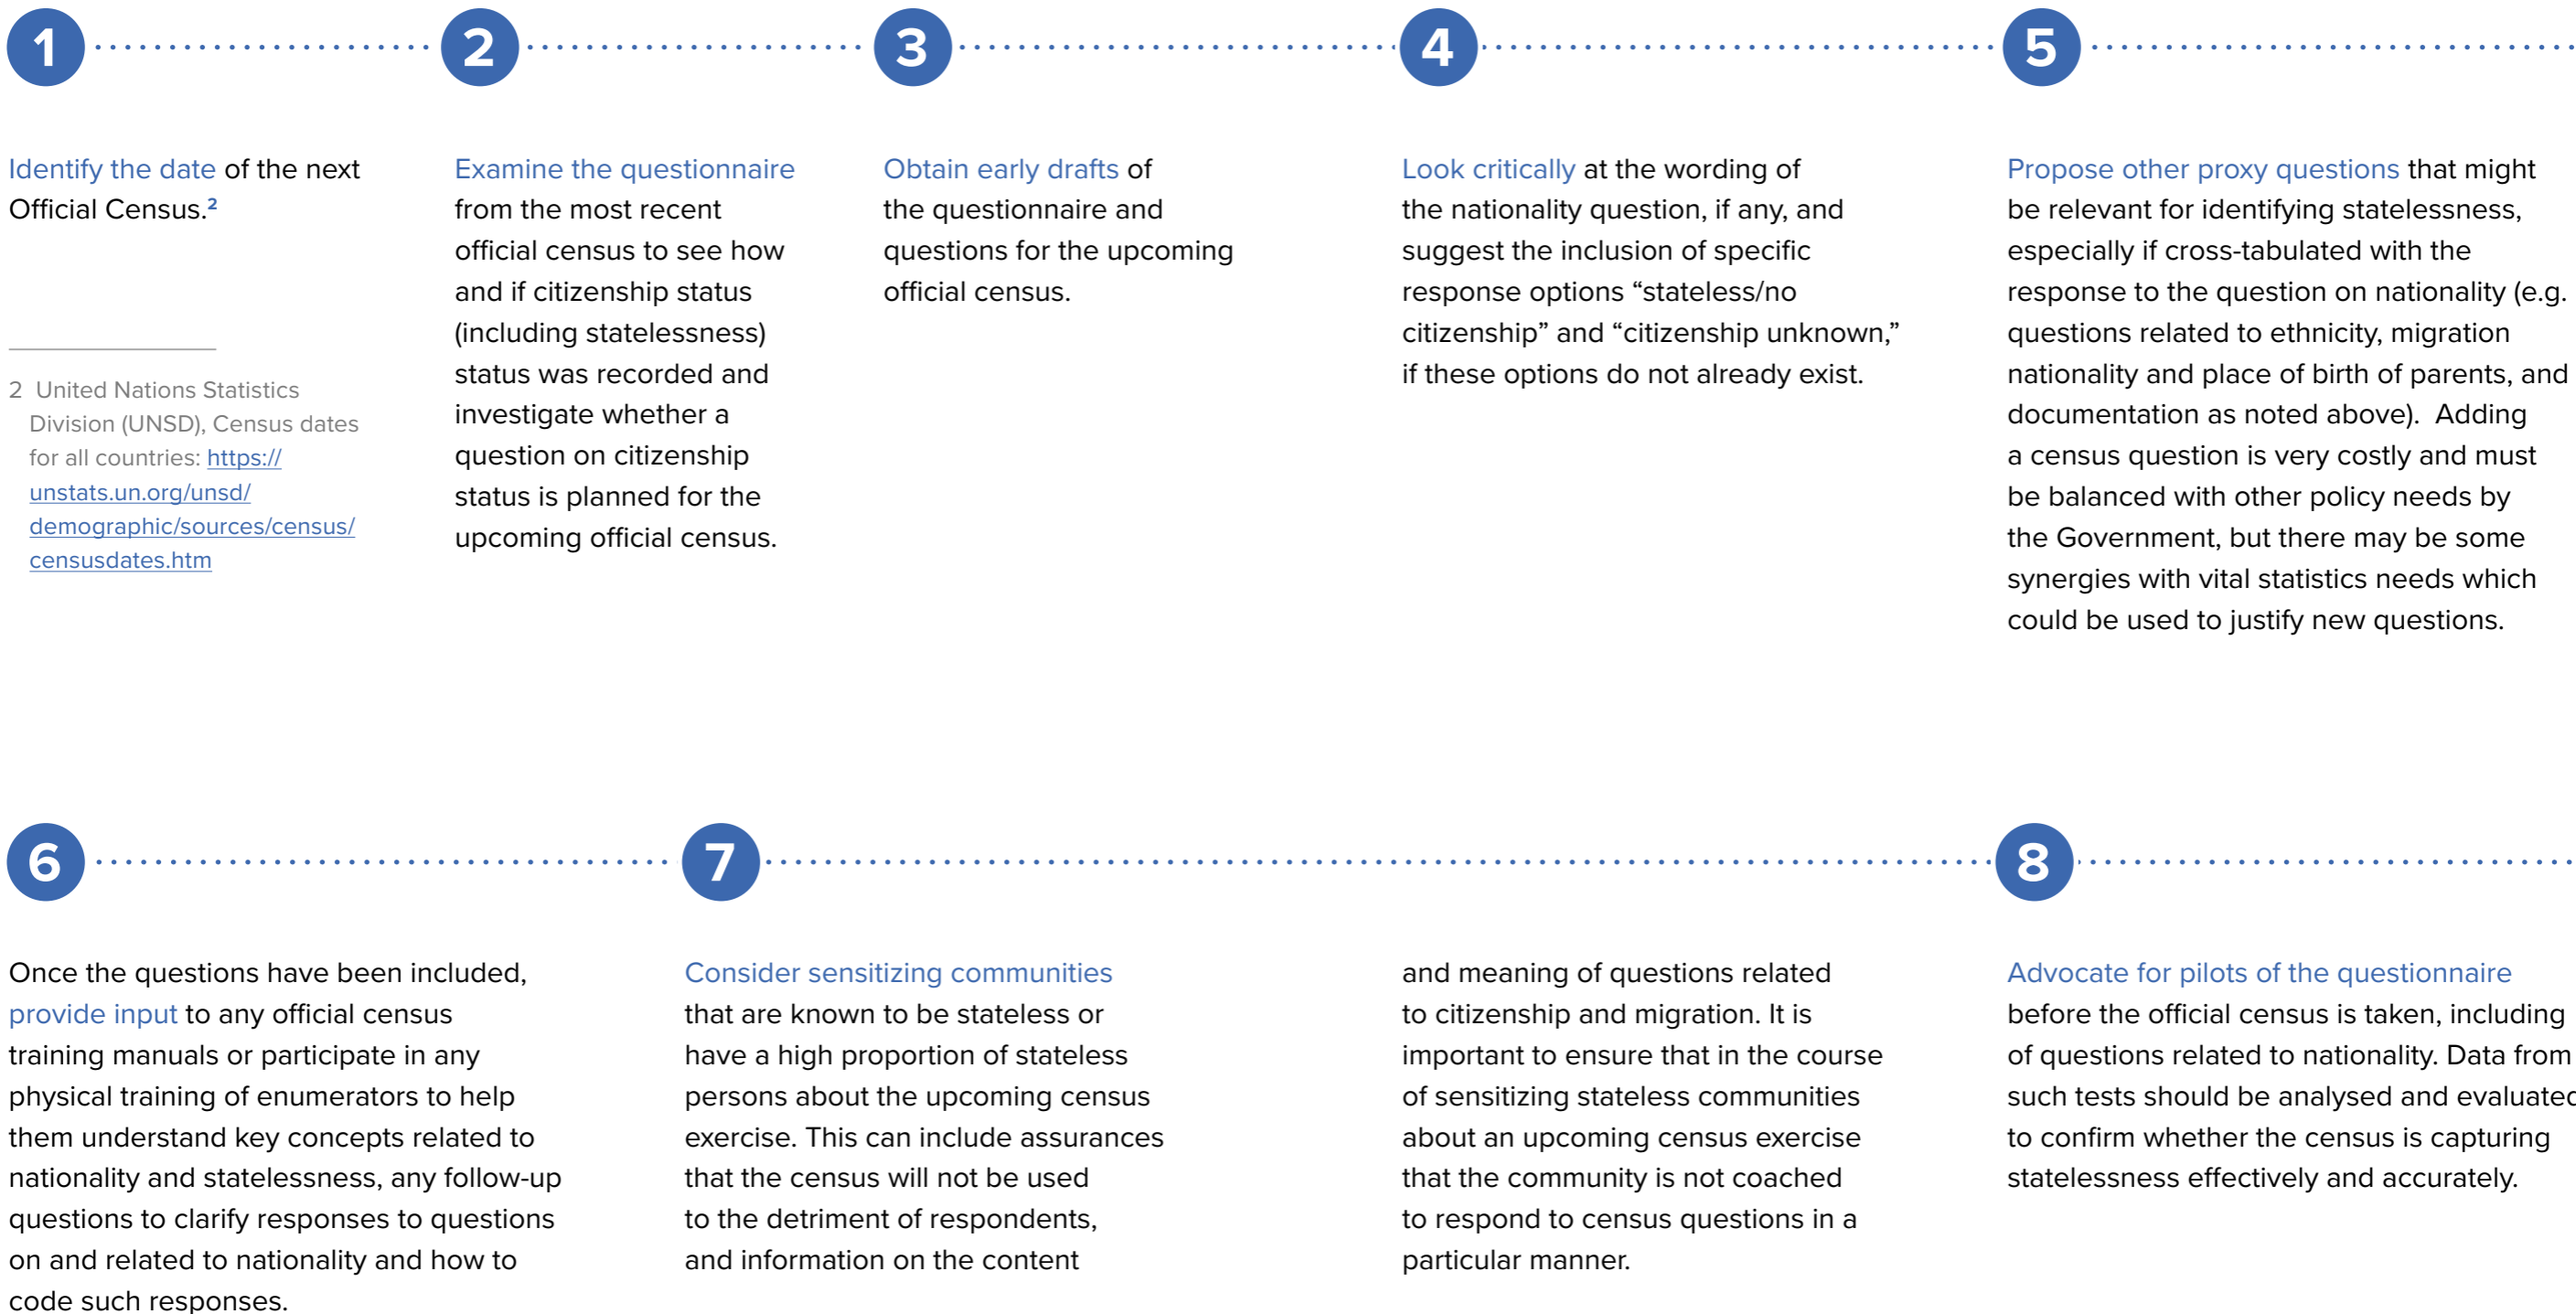 1
Identify the date of the next
Official Census.2
2 United Nations Statistics
Division (UNSD), Census dates
for all countries: https://
unstats.un.org/unsd/
demographic/sources/census/
censusdates.htm
2
Examine the questionnaire
from the most recent
official census to see how
and if citizenship status
(including statelessness)
status was recorded and
investigate whether a
question on citizenship
status is planned for the
upcoming official census.
3
Obtain early drafts of
the questionnaire and
questions for the upcoming
official census.
4
Look critically at the wording of
the nationality question, if any, and
suggest the inclusion of specific
response options “stateless/no
citizenship” and “citizenship unknown,”
if these options do not already exist.
5
Propose other proxy questions that might
be relevant for identifying statelessness,
especially if cross-tabulated with the
response to the question on nationality (e.g.
questions related to ethnicity, migration
nationality and place of birth of parents, and
documentation as noted above).  Adding
a census question is very costly and must
be balanced with other policy needs by
the Government, but there may be some
synergies with vital statistics needs which
could be used to justify new questions.
6
Once the questions have been included,
provide input to any official census
training manuals or participate in any
physical training of enumerators to help
them understand key concepts related to
nationality and statelessness, any follow-up
questions to clarify responses to questions
on and related to nationality and how to
code such responses.
7
Consider sensitizing communities
that are known to be stateless or
have a high proportion of stateless
persons about the upcoming census
exercise. This can include assurances
that the census will not be used
to the detriment of respondents,
and information on the content
and meaning of questions related
to citizenship and migration. It is
important to ensure that in the course
of sensitizing stateless communities
about an upcoming census exercise
that the community is not coached
to respond to census questions in a
particular manner.
8
Advocate for pilots of the questionnaire
before the official census is taken, including
of questions related to nationality. Data from
such tests should be analysed and evaluated
to confirm whether the census is capturing
statelessness effectively and accurately.